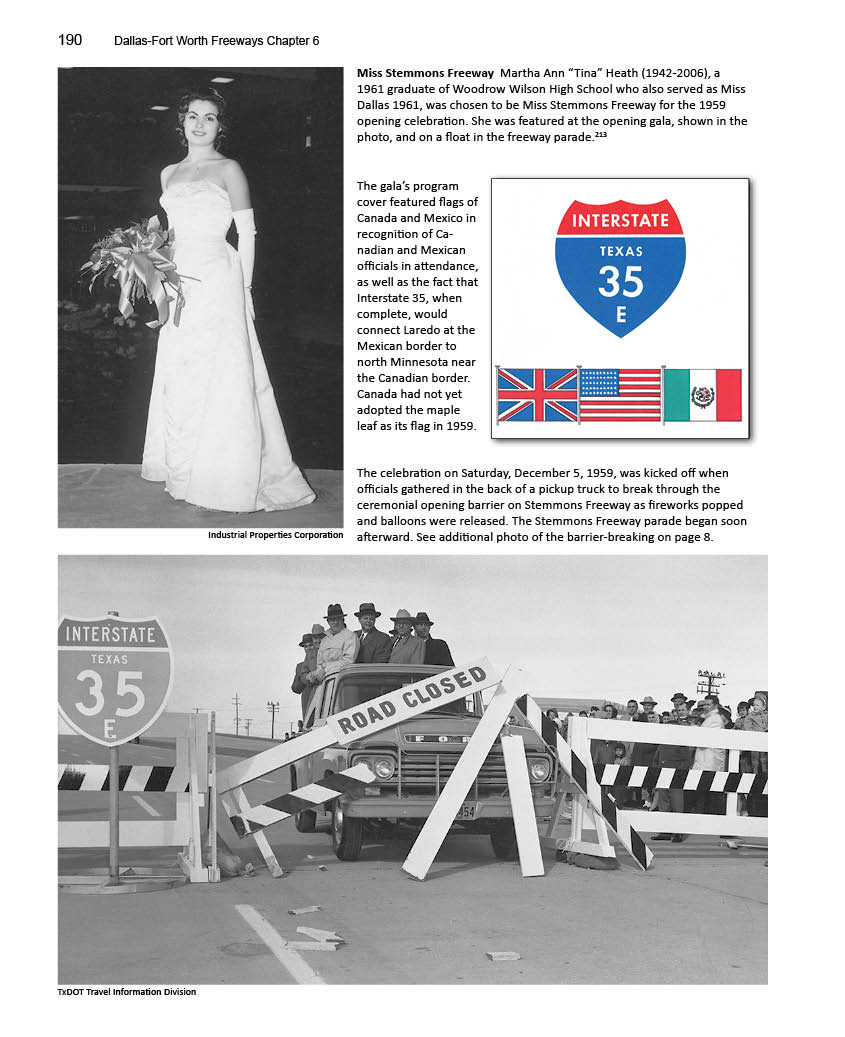 190 Dallas-Fort Worth Freeways Chapter 6
Miss Stemmons Freeway Martha Ann “Tina” Heath (1942-2006), a
1961 graduate of Woodrow Wilson High School who also served as Miss
Dallas 1961, was chosen to be Miss Stemmons Freeway for the 1959
opening celebration. She was featured at the opening gala, shown in the
photo, and on a float in the freeway parade.213
The gala’s program
cover featured flags of
Canada and Mexico in
recognition of Ca-
nadian and Mexican
officials in attendance,
as well as the fact that
Interstate 35, when
complete, would
connect Laredo at the
Mexican border to
north Minnesota near
the Canadian border.
Canada had not yet
adopted the maple
leaf as its flag in 1959.
INTERSTATE
TEXAS
35
E
The celebration on Saturday, December 5, 1959, was kicked off when
officials gathered in the back of a pickup truck to break through the
ceremonial opening barrier on Stemmons Freeway as fireworks popped
and balloons were released. The Stemmons Freeway parade began soon
afterward. See additional photo of the barrier-breaking on page 8.
Industrial Properties Corporation
INTERSTATE
TEXAS
35
E
ROAD CLOSED
FORD
454
TxDOT Travel Information Division